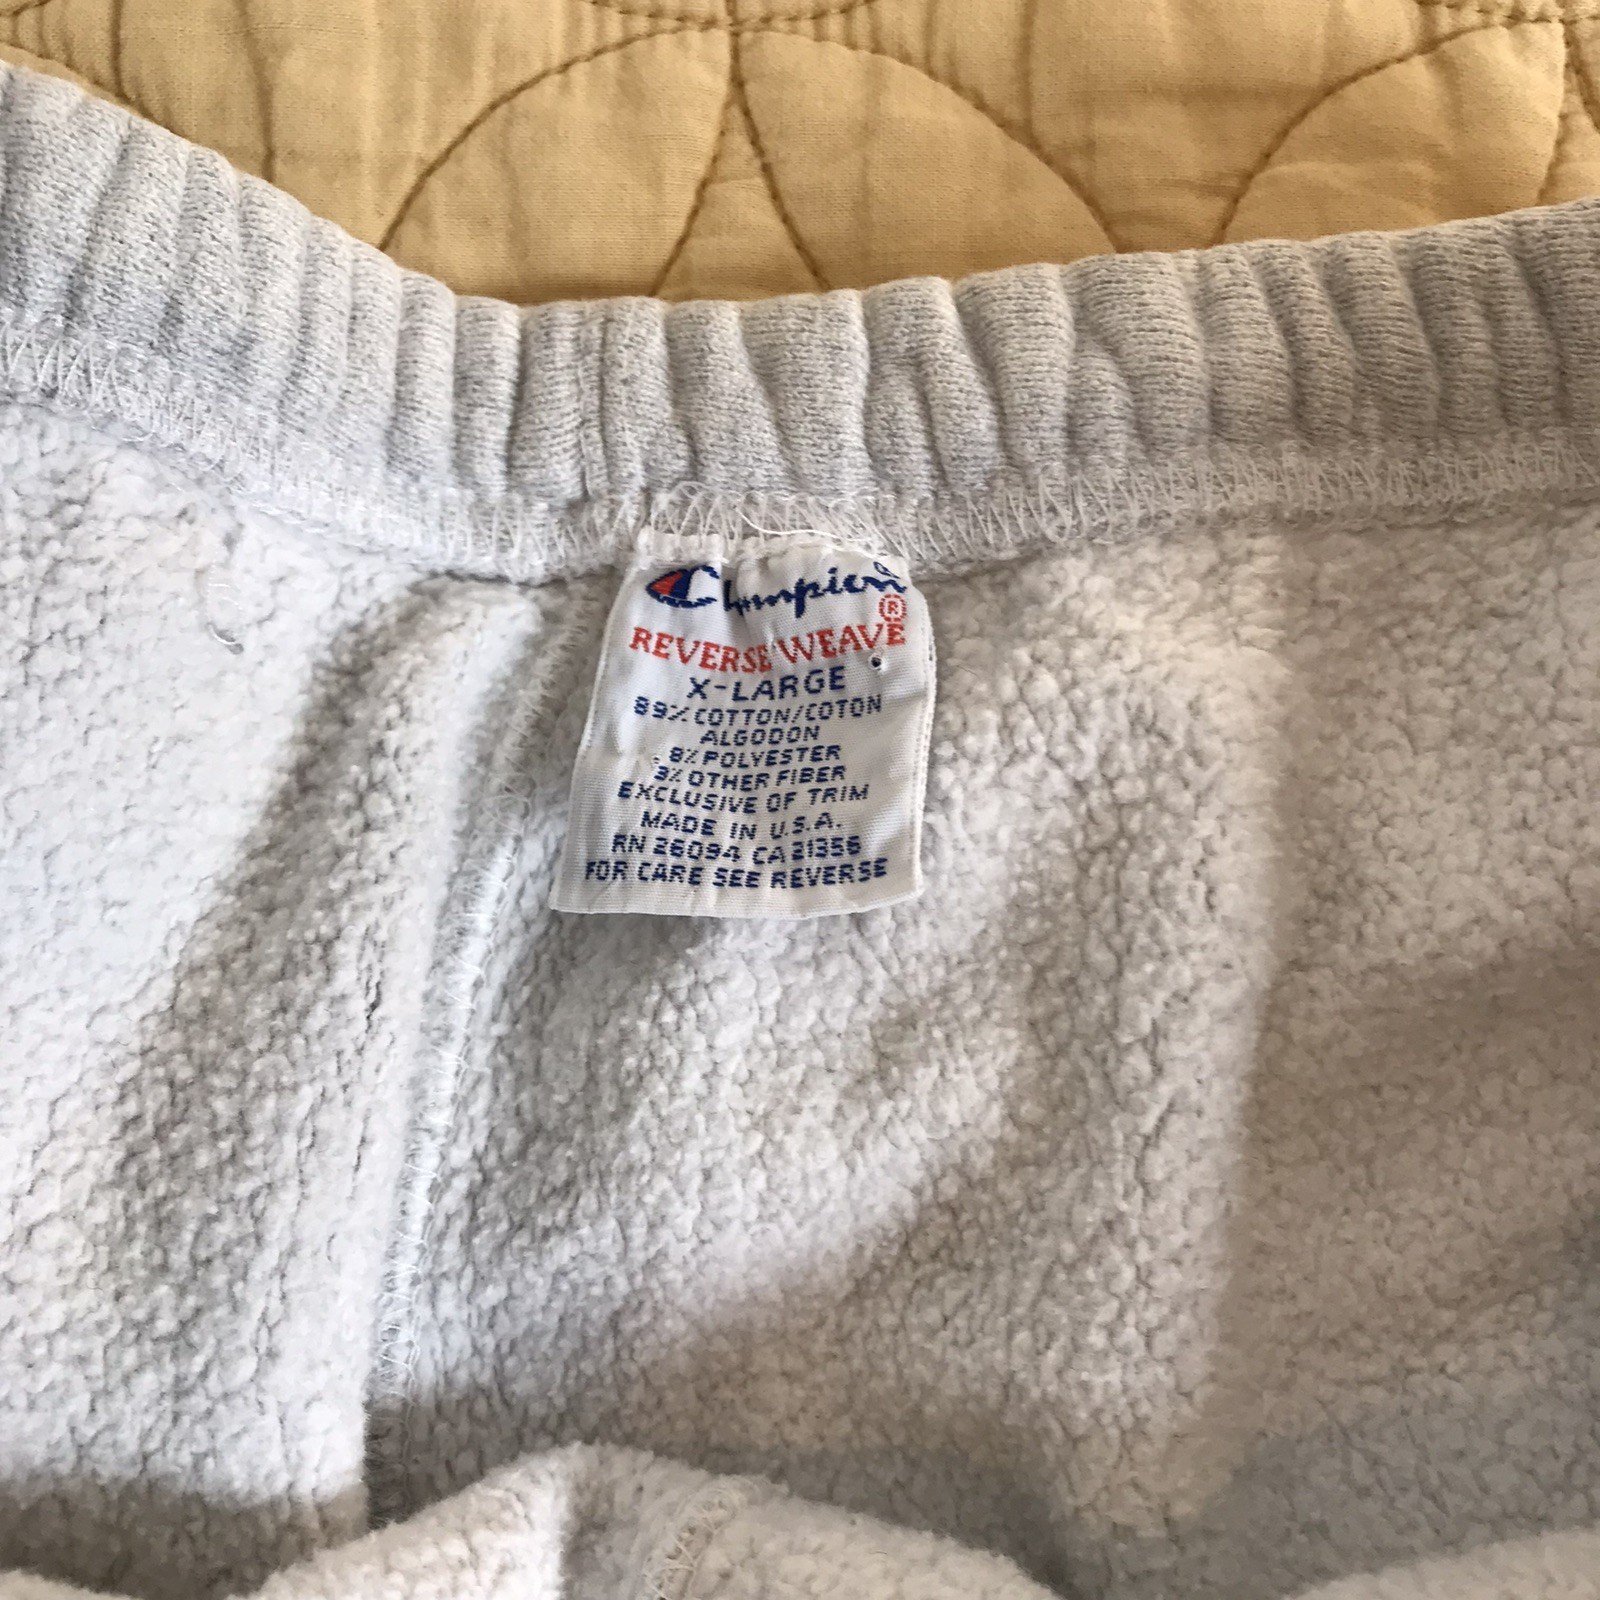 Champion®
REVERSE WEAVE®
X-LARGE
89% COTTON/COTON
ALGODON
8% POLYESTER
3% OTHER FIBER
EXCLUSIVE OF TRIM
MADE IN U.S.A.
RN 26094 CA 21356
FOR CARE SEE REVERSE